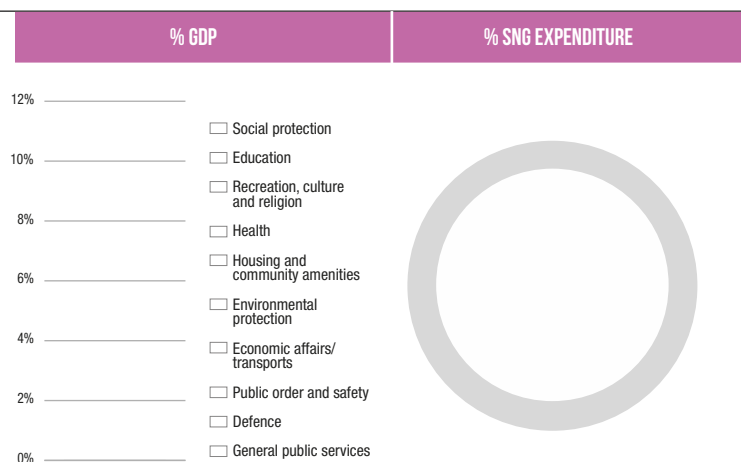 % GDP
% SNG EXPENDITURE
12%
10%
8%
6%
4%
2%
0%
Social protection
Education
Recreation, culture
and religion
Health
Housing and
community amenities
Environmental
protection
Economic affairs/
transports
Public order and safety
Defence
General public services